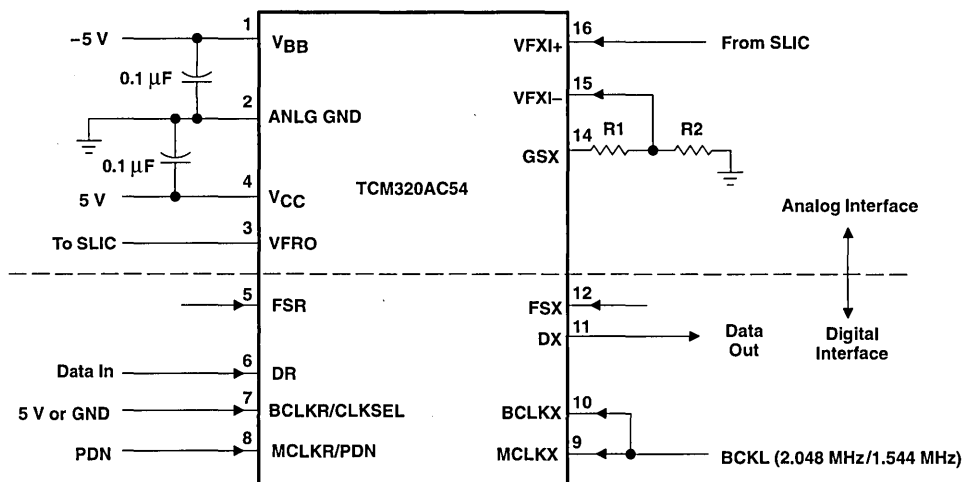 –5 V
1
VBB
0.1 µF
2
ANLG GND
0.1 µF
4
5 V
VCC
3
To SLIC
VFRO
TCM320AC54
16
VFXI+
From SLIC
15
VFXI–
14
GSX
R1
R2
Analog Interface
5
FSR
12
FSX
11
DX
Data
Out
Digital
Interface
6
Data In
DR
7
5 V or GND
BCLKR/CLKSEL
8
PDN
MCLKR/PDN
10
BCLKX
9
MCLKX
BCKL (2.048 MHz/1.544 MHz)